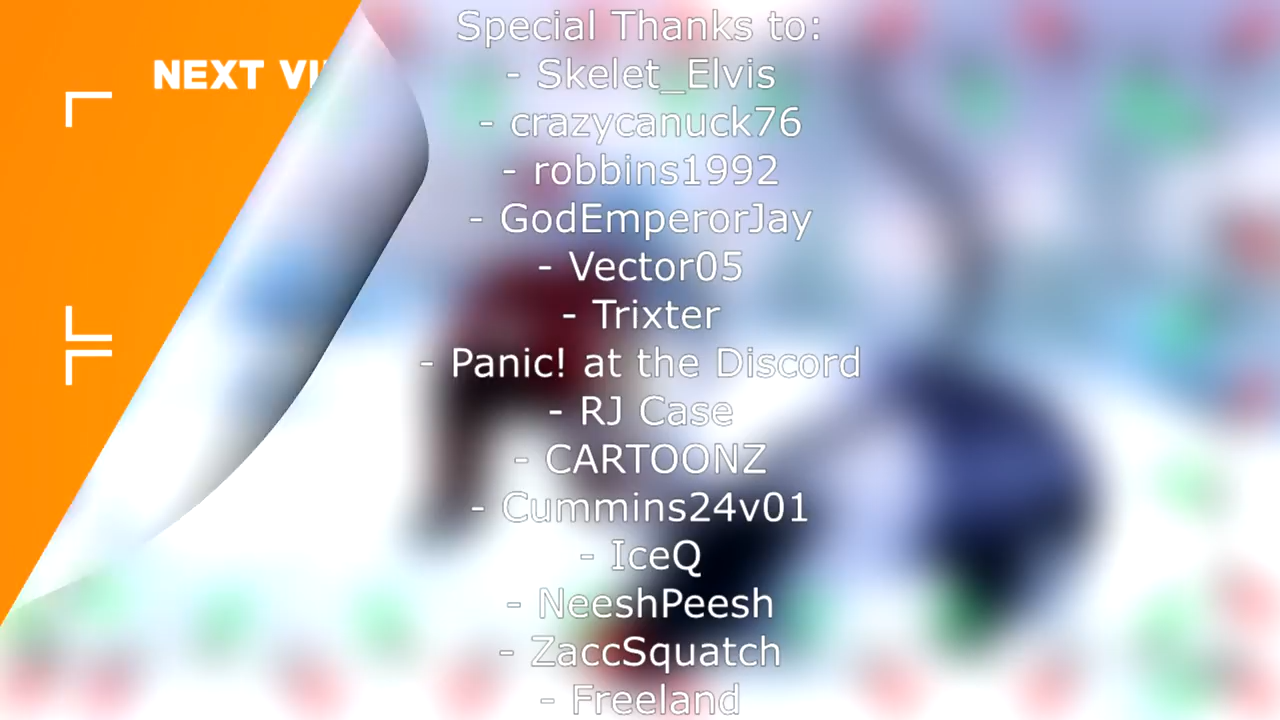 NEXT VI
Special Thanks to:
- Skelet_Elvis
- crazycanuck76
- robbins1992
- GodEmperorJay
- Vector05
- Trixter
- Panic! at the Discord
- RJ Case
- CARTOONZ
- Cummins24v01
- IceQ
- NeeshPeesh
- ZaccSquatch
- Freeland